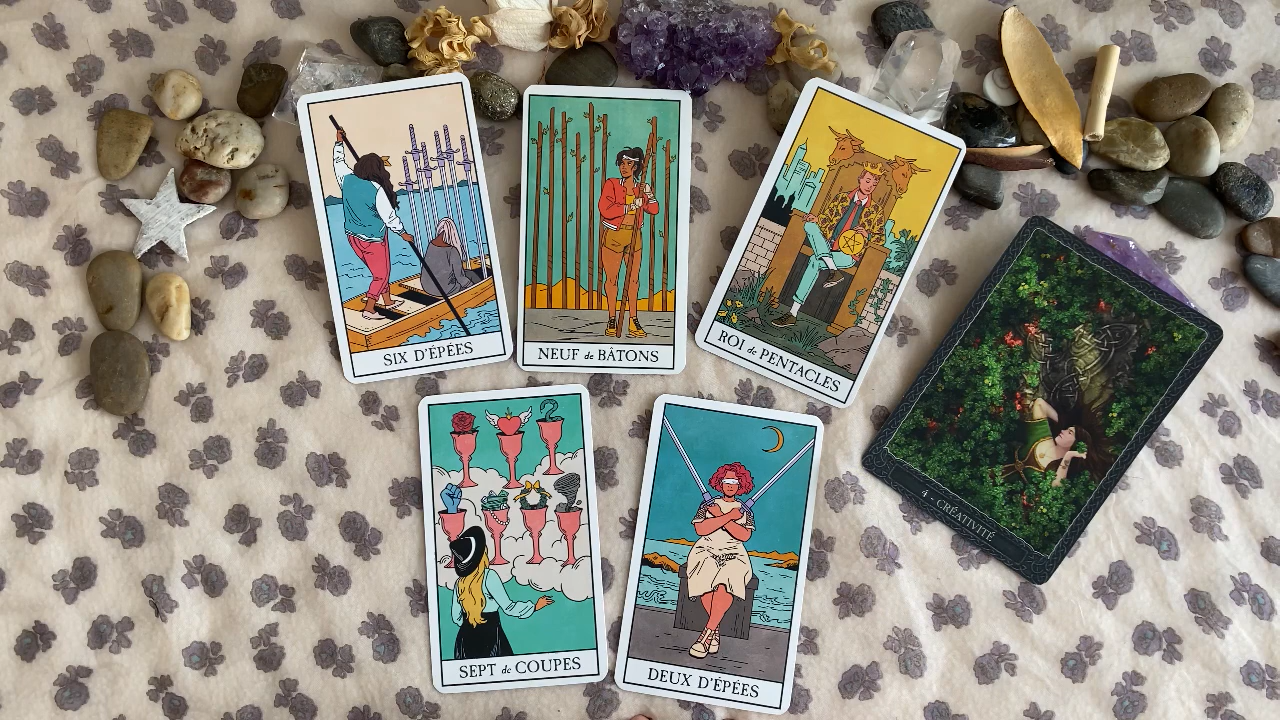 SIX D'ÉPÉES
NEUF de BÂTONS
ROI de PENTACLES
4 - CRÉATIVITÉ
SEPT de COUPES
DEUX D'ÉPÉES